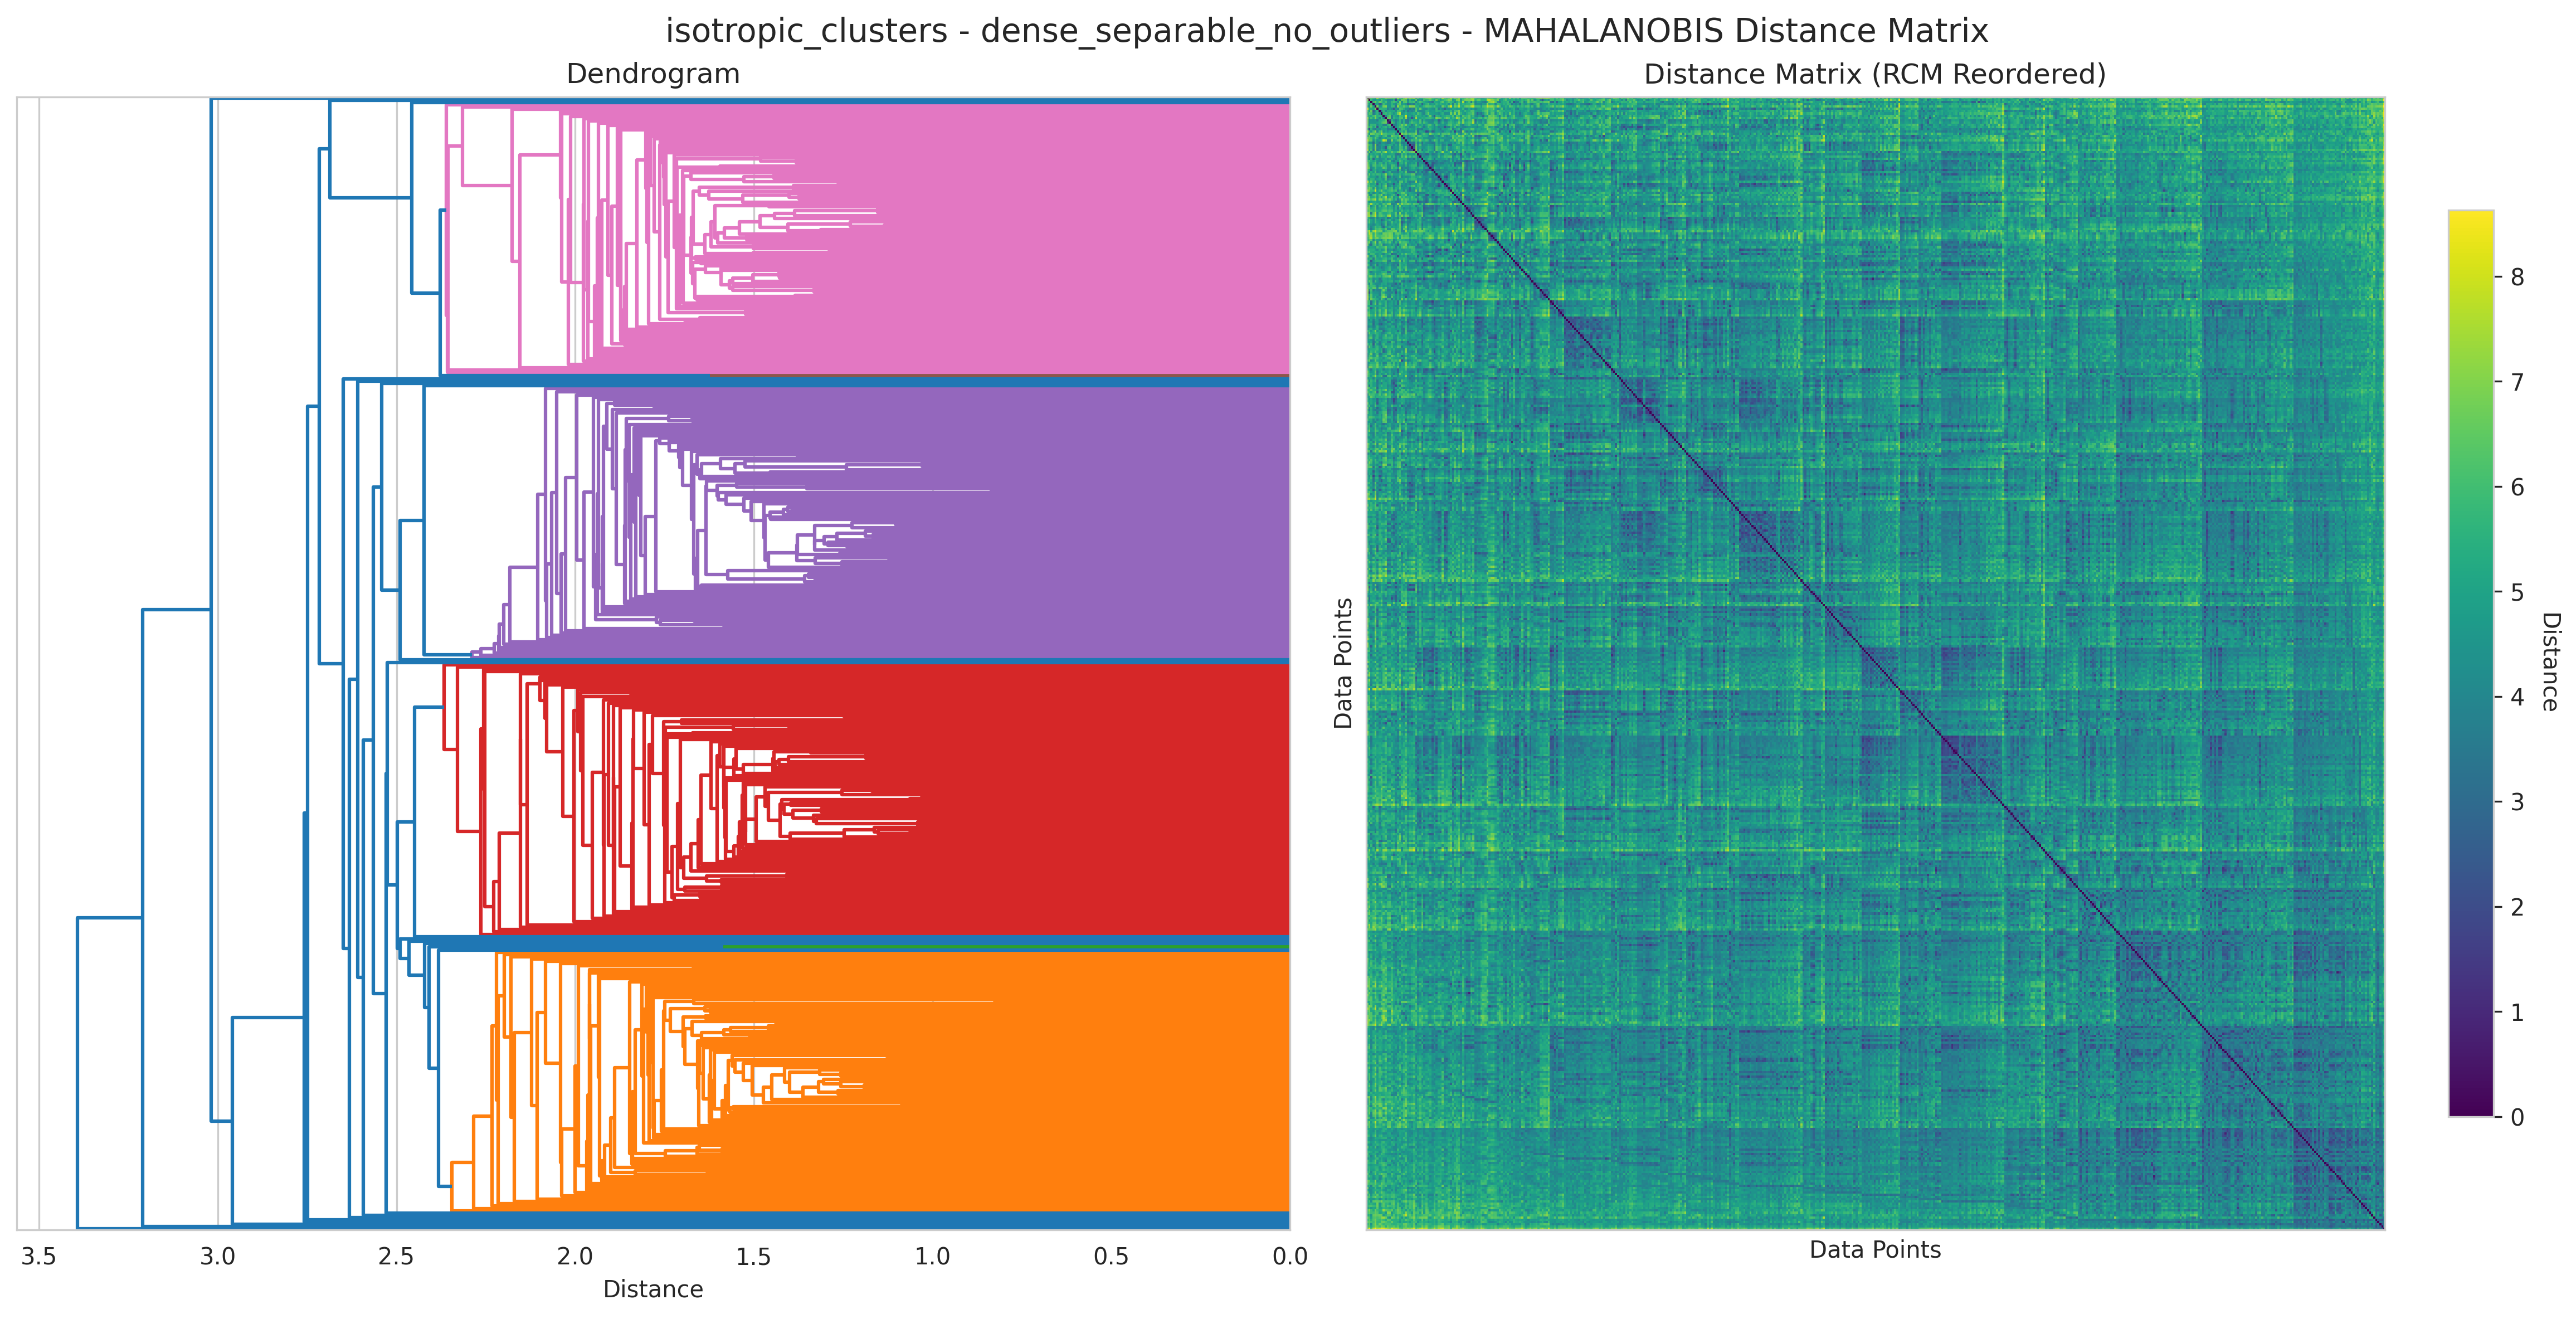 isotropic_clusters - dense_separable_no_outliers - MAHALANOBIS Distance Matrix
Dendrogram
3.5 3.0 2.5 2.0 1.5 1.0 0.5 0.0
Distance
Distance Matrix (RCM Reordered)
Data Points
Data Points
8
7
6
5
4
3
2
1
0
Distance